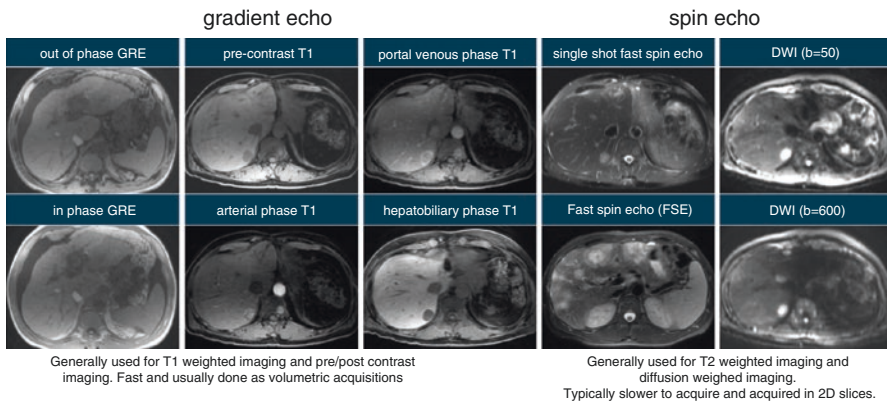 gradient echo
spin echo
out of phase GRE
pre-contrast T1
portal venous phase T1
single shot fast spin echo
DWI (b=50)
in phase GRE
arterial phase T1
hepatobiliary phase T1
Fast spin echo (FSE)
DWI (b=600)
Generally used for T1 weighted imaging and pre/post contrast
imaging. Fast and usually done as volumetric acquisitions
Generally used for T2 weighted imaging and
diffusion weighed imaging.
Typically slower to acquire and acquired in 2D slices.